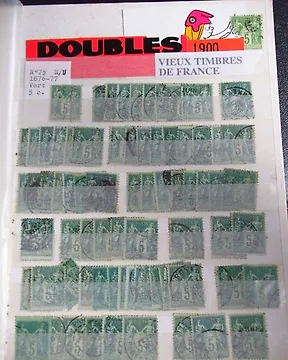 DOUBLES
1900
VIEUX TIMBRES
DE FRANCE
N°75 N/U
1876-77
Vert
5 c.